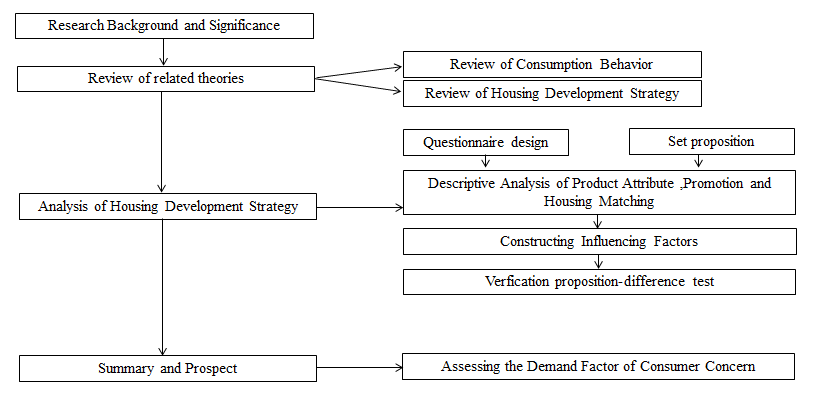 Research Background and Significance
Review of related theories
Review of Consumption Behavior
Review of Housing Development Strategy
Questionnaire design
Set proposition
Analysis of Housing Development Strategy
Descriptive Analysis of Product Attribute ,Promotion and
Housing Matching
Constructing Influencing Factors
Verfication proposition-difference test
Summary and Prospect
Assessing the Demand Factor of Consumer Concern